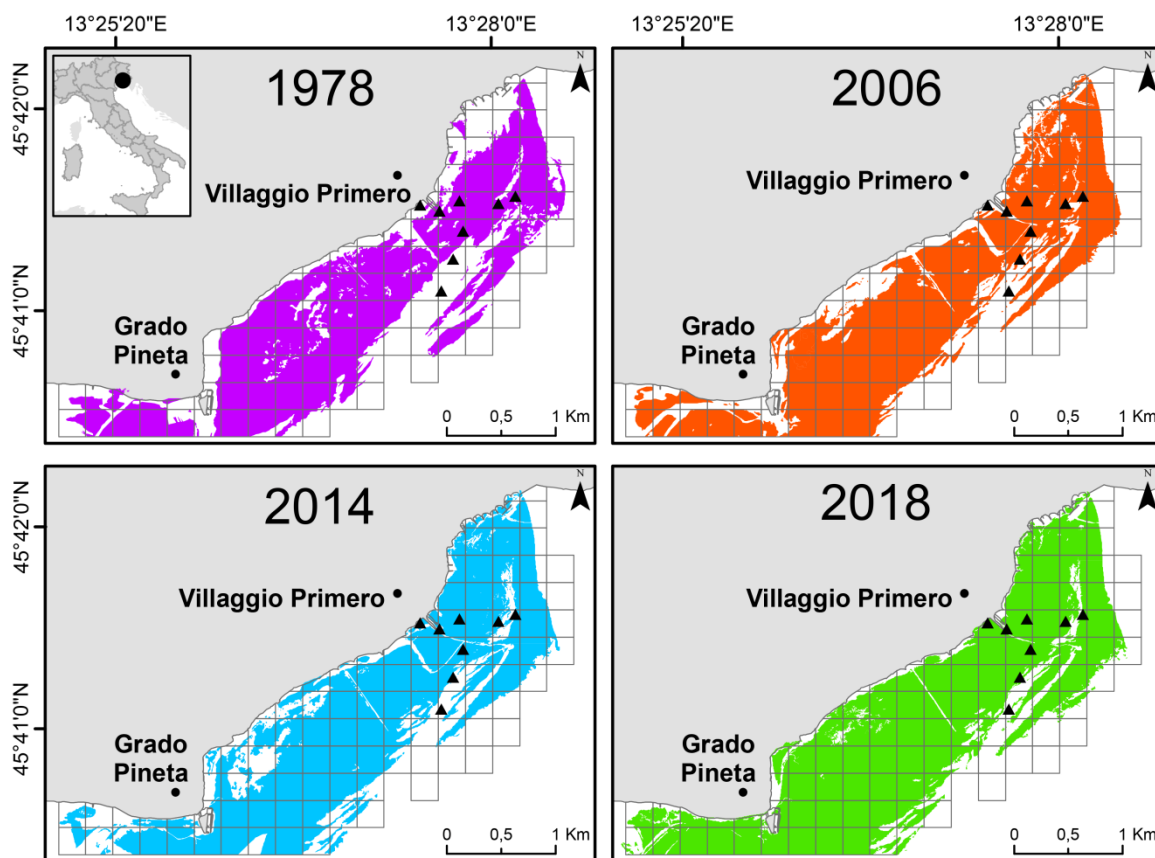 13°25'20"E
13°28'0"E
13°25'20"E
13°28'0"E
45°42'0"N
1978
N
Villaggio Primero
45°41'0"N
Grado
Pineta
0 0,5 1 Km
2006
N
Villaggio Primero
Grado
Pineta
0 0,5 1 Km
45°42'0"N
2014
N
Villaggio Primero
45°41'0"N
Grado
Pineta
0 0,5 1 Km
2018
N
Villaggio Primero
Grado
Pineta
0 0,5 1 Km